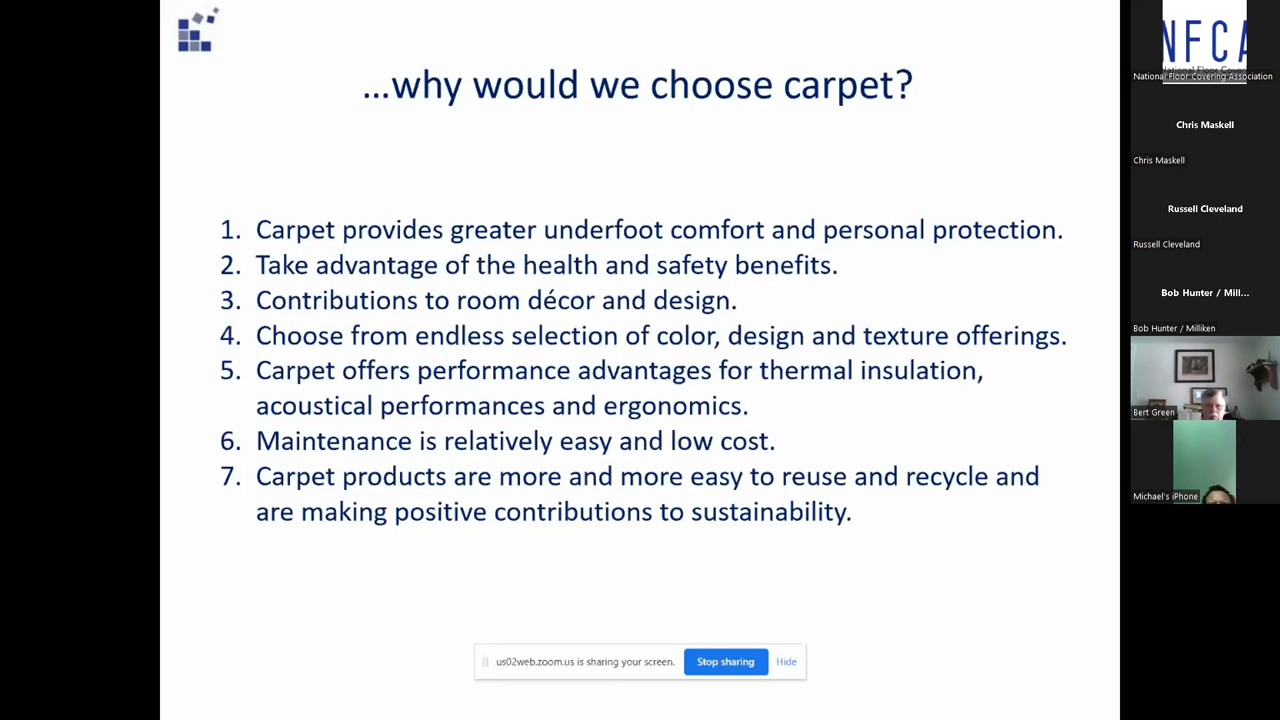 ...why would we choose carpet?
1. Carpet provides greater underfoot comfort and personal protection.
2. Take advantage of the health and safety benefits.
3. Contributions to room décor and design.
4. Choose from endless selection of color, design and texture offerings.
5. Carpet offers performance advantages for thermal insulation,
acoustical performances and ergonomics.
6. Maintenance is relatively easy and low cost.
7. Carpet products are more and more easy to reuse and recycle and
are making positive contributions to sustainability.
us02web.zoom.us is sharing your screen. Stop sharing Hide
NFCA
National Floor Covering Association
Chris Maskell
Chris Maskell
Russell Cleveland
Russell Cleveland
Bob Hunter / Mill...
Bob Hunter / Milliken
Bert Green
Michael's iPhone